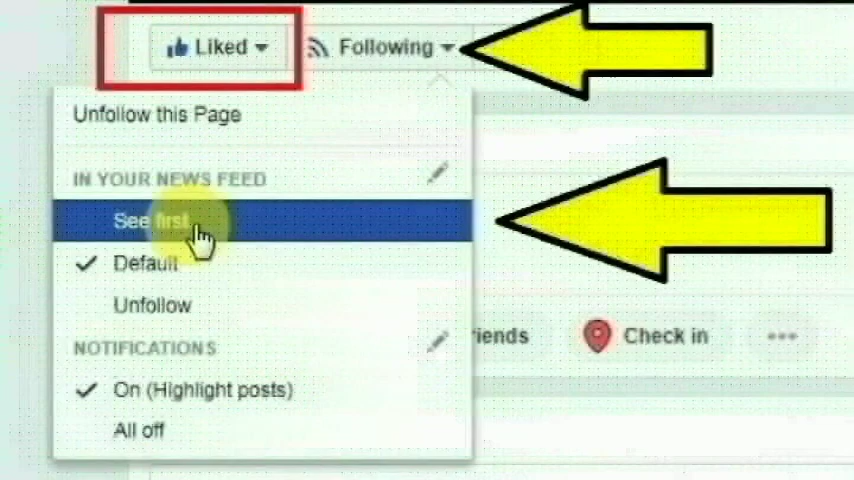 Liked Following
Unfollow this Page
IN YOUR NEWS FEED
See first
Default
Unfollow
riends Check in
NOTIFICATIONS
On (Highlight posts)
All off